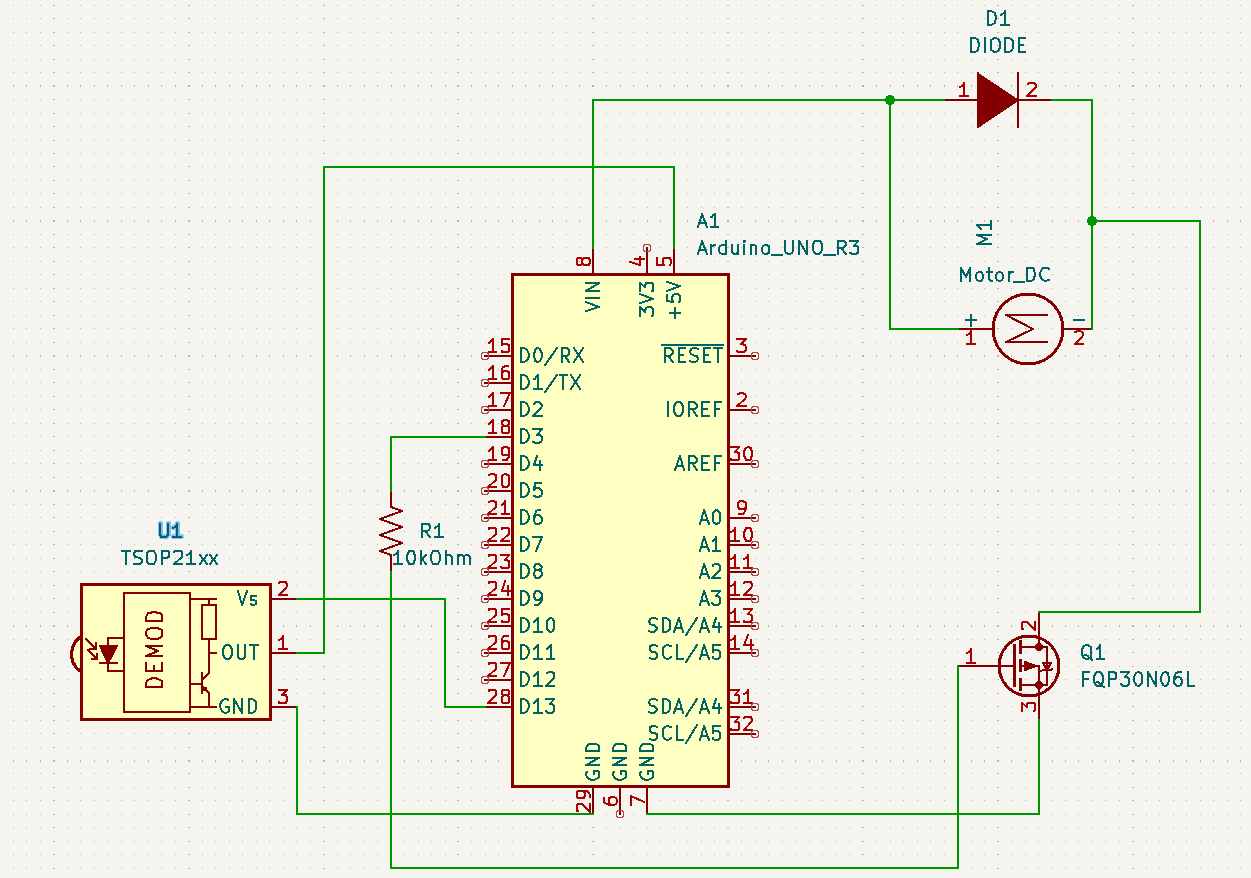 D1
DIODE
1 2
A1
Arduino_UNO_R3
M1
Motor_DC
+ −
1 2
8 4 5
VIN 3V3 +5V
15 D0/RX RESET 3
16 D1/TX
17 D2 IOREF 2
18 D3
19 D4 AREF 30
20 D5
21 D6 A0 9
22 D7 A1 10
23 D8 A2 11
24 D9 A3 12
25 D10 SDA/A4 13
26 D11 SCL/A5 14
27 D12
28 D13 SDA/A4 31
SCL/A5 32
GND GND GND
29 6 7
R1
10kOhm
U1
TSOP21xx
DEMOD
Vs 2
OUT 1
GND 3
2
1
3
Q1
FQP30N06L